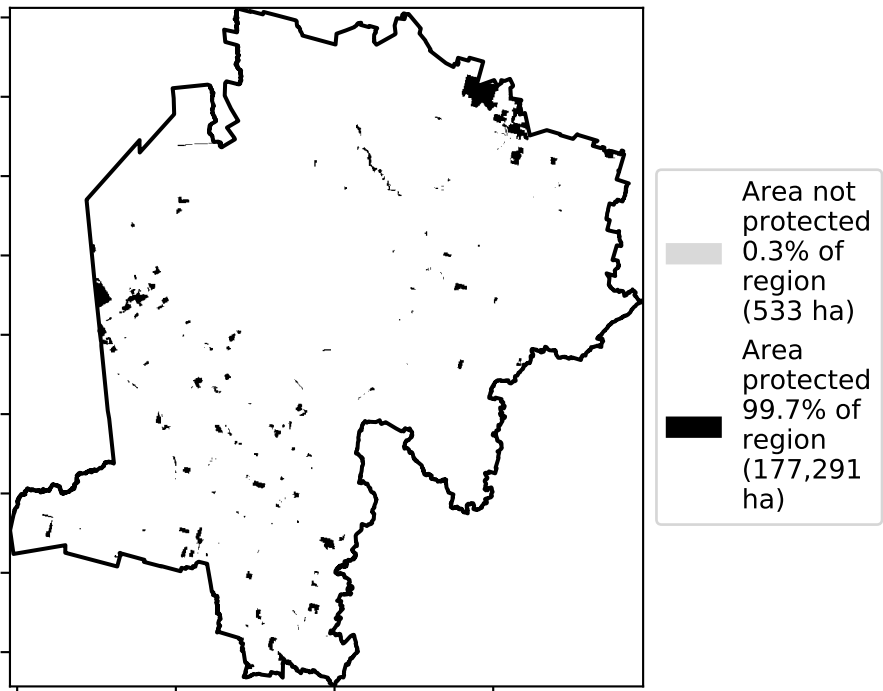 Area not
protected
0.3% of
region
(533 ha)
Area
protected
99.7% of
region
(177,291
ha)